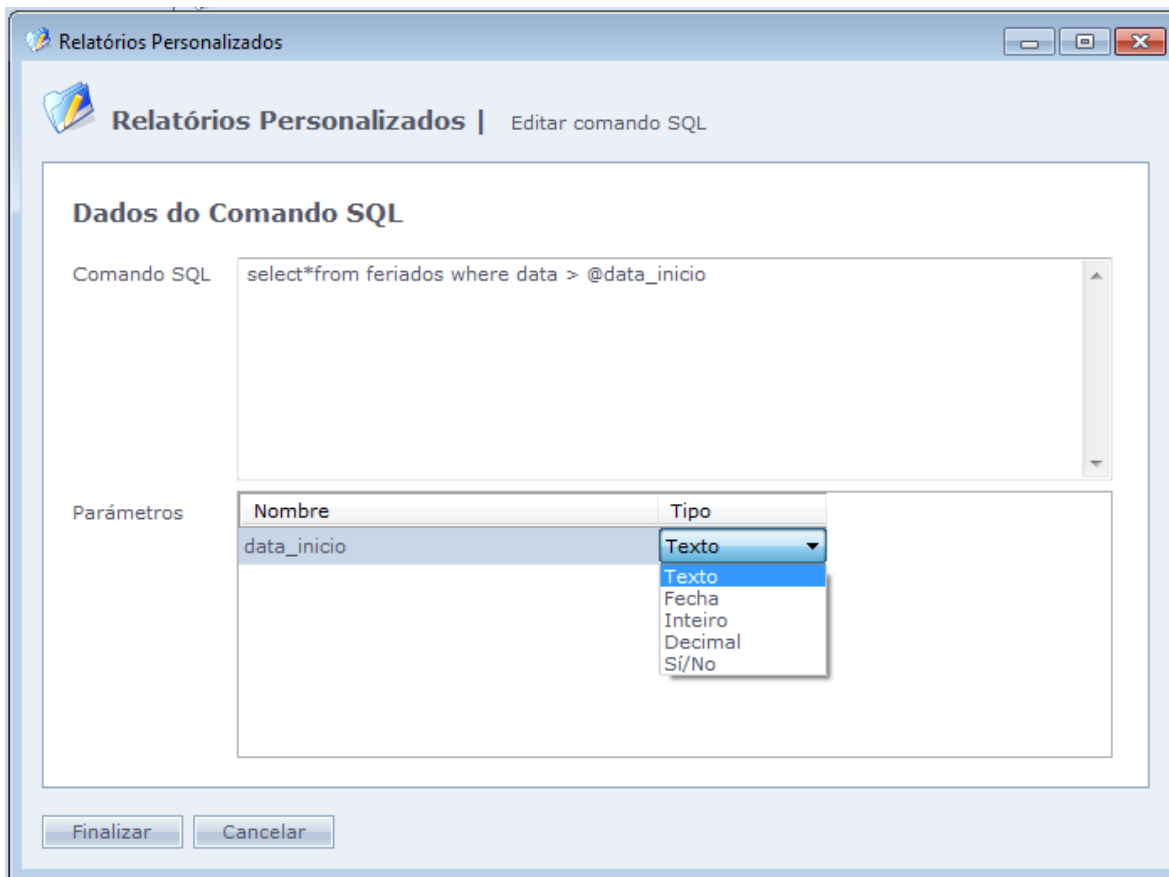 Relatórios Personalizados
Relatórios Personalizados | Editar comando SQL
Dados do Comando SQL
Comando SQL select*from feriados where data > @data_inicio
Parámetros Nombre Tipo
data_inicio Texto
Texto
Fecha
Inteiro
Decimal
Sí/No
Finalizar Cancelar